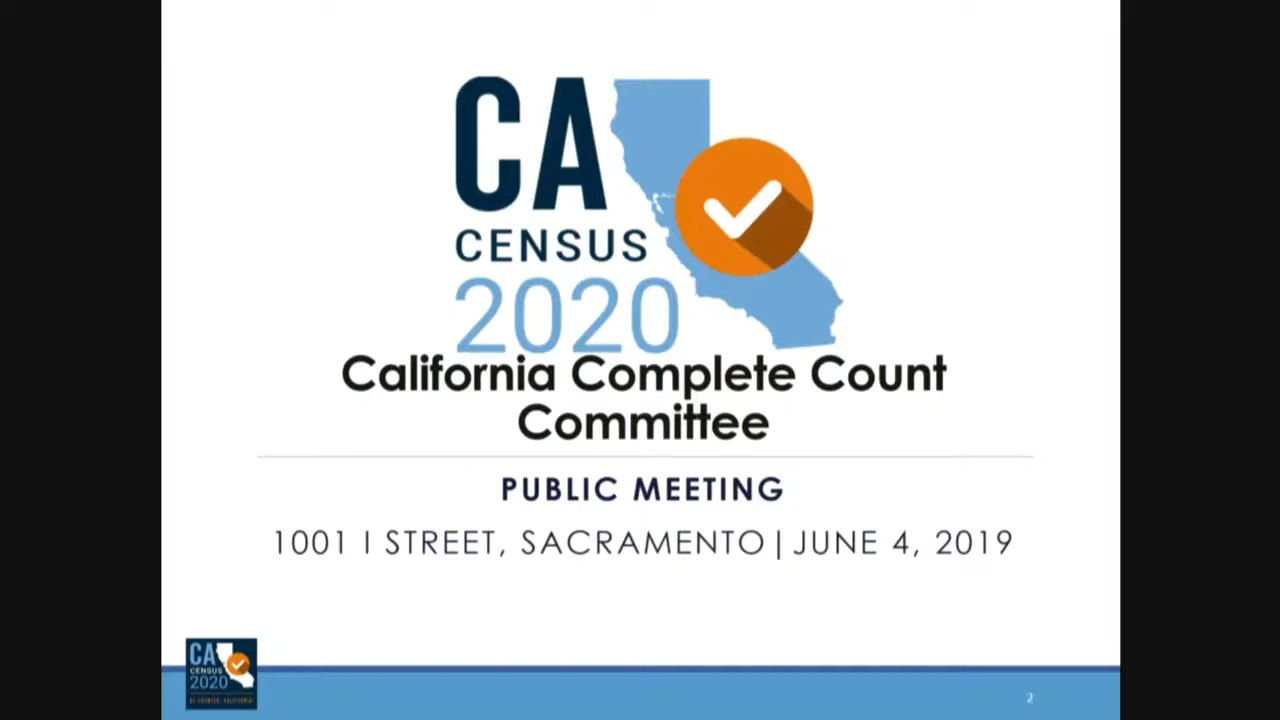 CA
CENSUS
2020
California Complete Count
Committee
PUBLIC MEETING
1001 I STREET, SACRAMENTO | JUNE 4, 2019
CA
CENSUS
2020
2